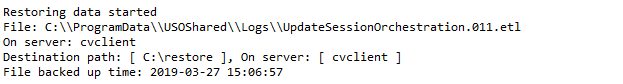 Restoring data started
File: C:\\ProgramData\\USOShared\\Logs\\UpdateSessionOrchestration.011.etl
On server: cvclient
Destination path: [ C:\restore ], On server: [ cvclient ]
File backed up time: 2019-03-27 15:06:57